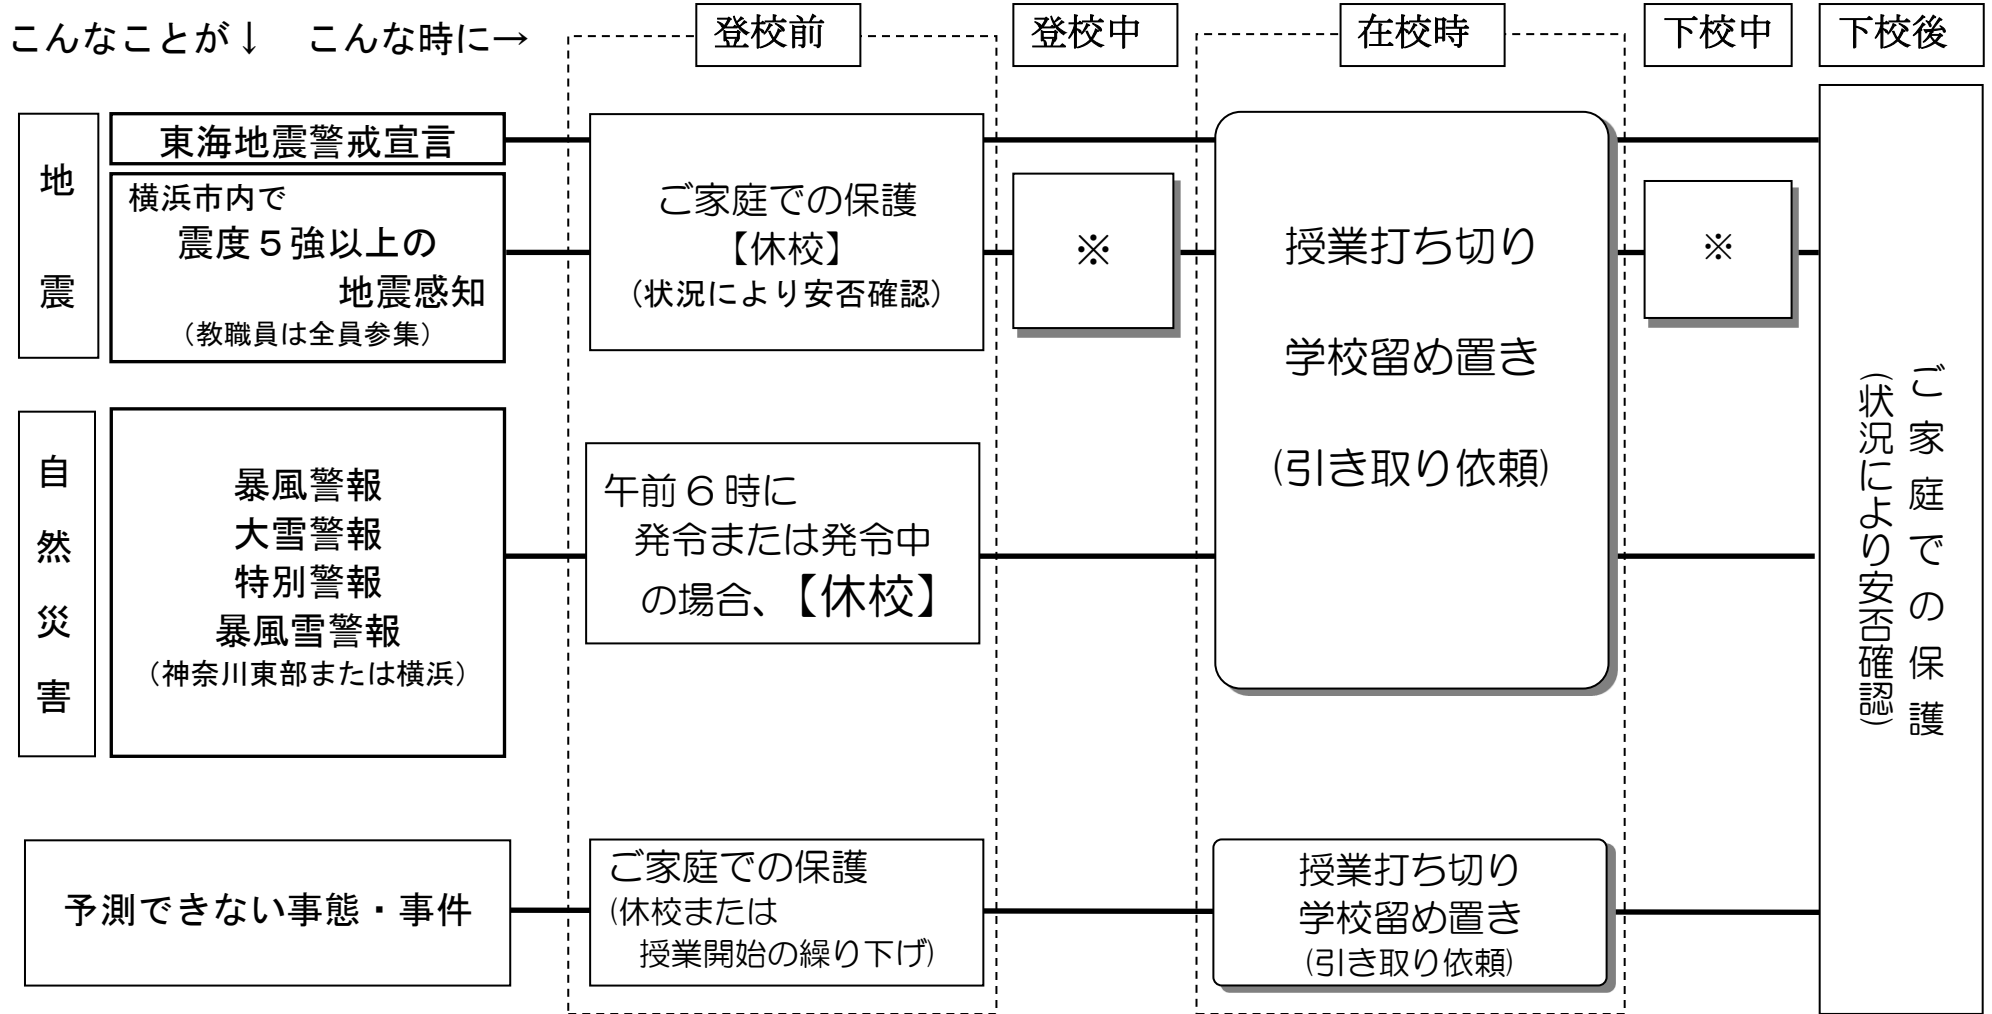 こんなことが↓ こんな時に→
登校前
登校中
在校時
下校中
下校後
地震
東海地震警戒宣言
横浜市内で
震度５強以上の
地震感知
（教職員は全員参集）
ご家庭での保護
【休校】
（状況により安否確認）
※
授業打ち切り
学校留め置き
(引き取り依頼)
※
ご家庭での保護
（状況により安否確認）
自然災害
暴風警報
大雪警報
特別警報
暴風雪警報
（神奈川東部または横浜）
午前６時に
発令または発令中
の場合、【休校】
予測できない事態・事件
ご家庭での保護
(休校または
授業開始の繰り下げ)
授業打ち切り
学校留め置き
(引き取り依頼)